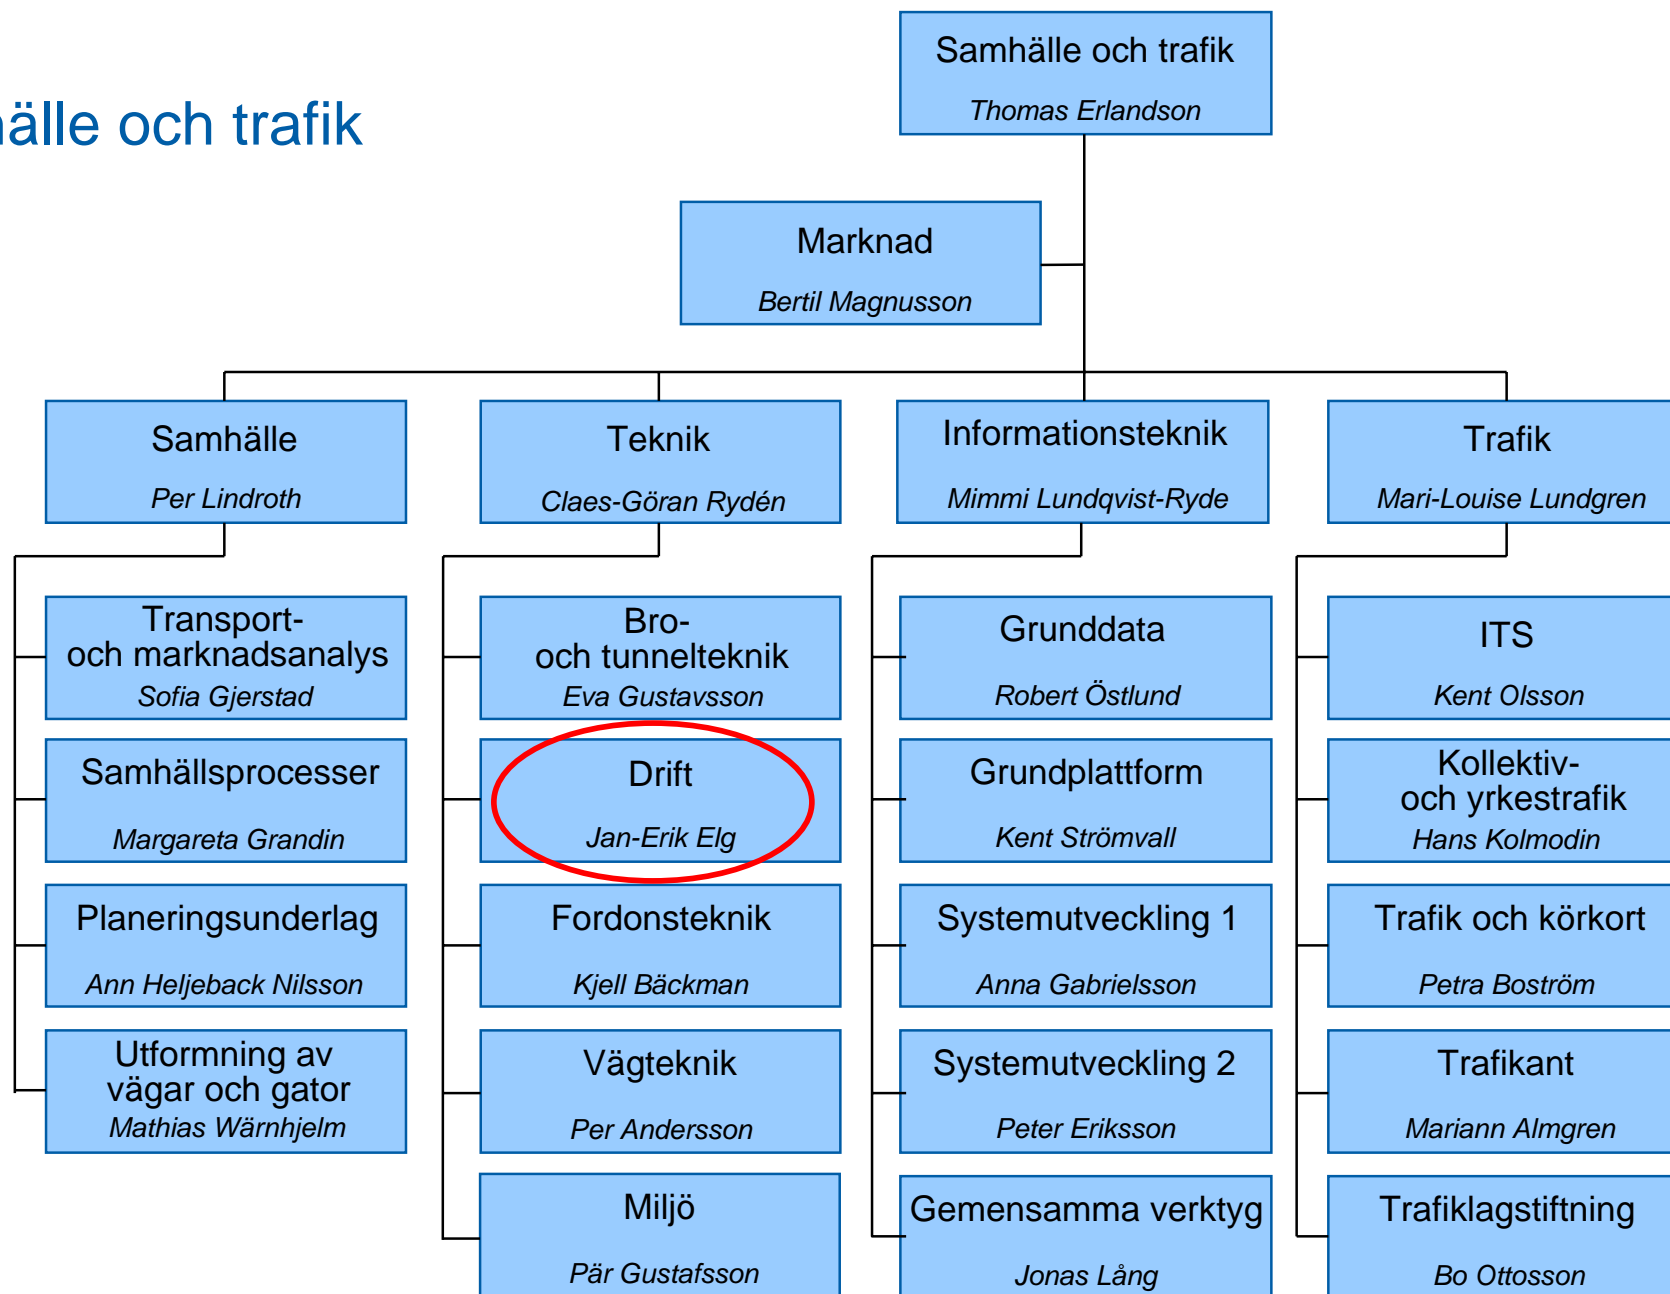 Samhälle och trafik
Thomas Erlandson
älle och trafik
Marknad
Bertil Magnusson
Samhälle
Per Lindroth
Teknik
Claes-Göran Rydén
Informationsteknik
Mimmi Lundqvist-Ryde
Trafik
Mari-Louise Lundgren
Transport-
och marknadsanalys
Sofia Gjerstad
Bro-
och tunnelteknik
Eva Gustavsson
Grunddata
Robert Östlund
ITS
Kent Olsson
Samhällsprocesser
Margareta Grandin
Drift
Jan-Erik Elg
Grundplattform
Kent Strömvall
Kollektiv-
och yrkestrafik
Hans Kolmodin
Planeringsunderlag
Ann Heljeback Nilsson
Fordonsteknik
Kjell Bäckman
Systemutveckling 1
Anna Gabrielsson
Trafik och körkort
Petra Boström
Utformning av
vägar och gator
Mathias Wärnhjelm
Vägteknik
Per Andersson
Systemutveckling 2
Peter Eriksson
Trafikant
Mariann Almgren
Miljö
Pär Gustafsson
Gemensamma verktyg
Jonas Lång
Trafiklagstiftning
Bo Ottosson